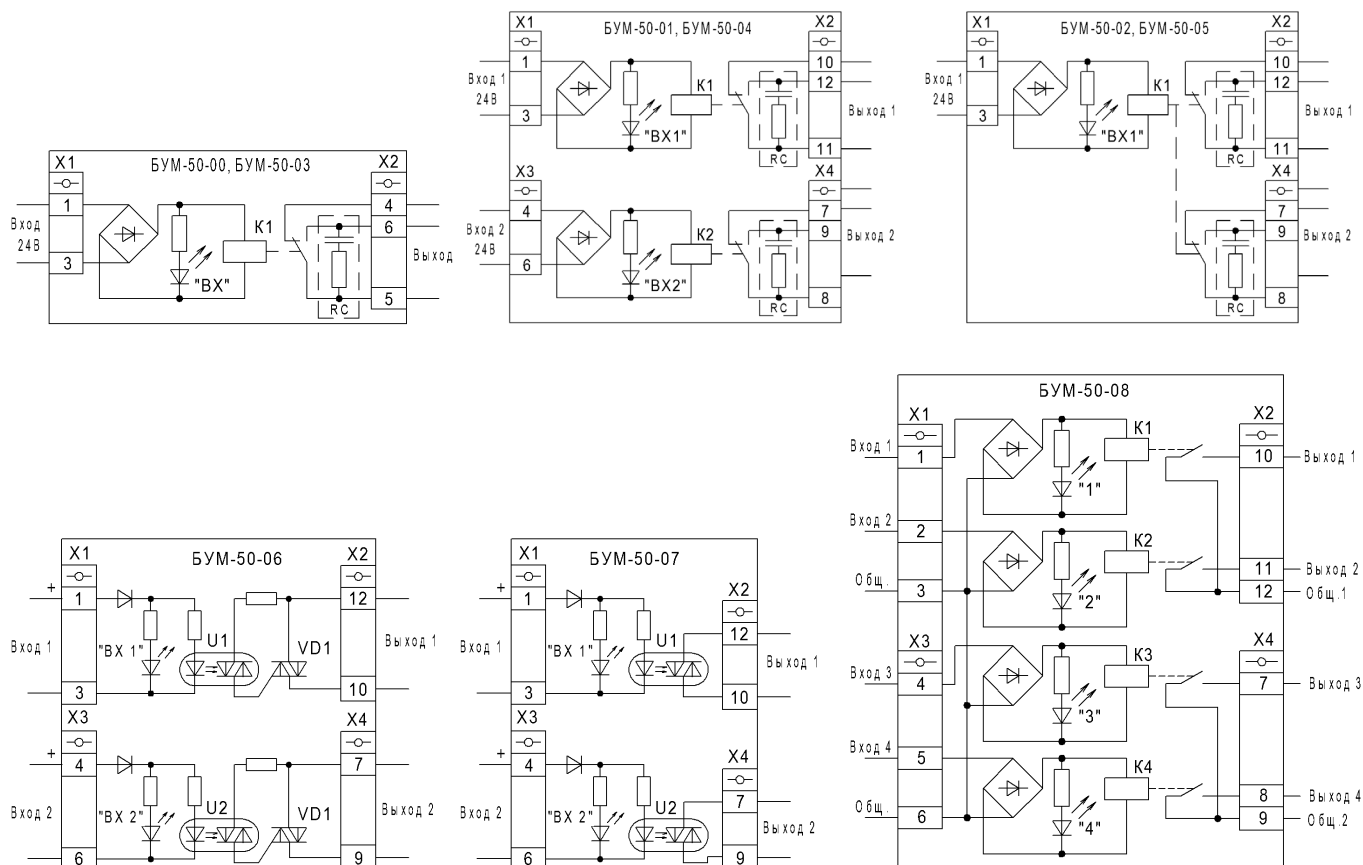 БУМ-50-00, БУМ-50-03
X1
X2
1
3
Вход
24В
"ВХ"
K1
RC
4
6
5
Выход
БУМ-50-01, БУМ-50-04
X1
X2
1
3
Вход 1
24В
"ВХ1"
K1
RC
10
12
11
Выход 1
X3
X4
4
6
Вход 2
24В
"ВХ2"
K2
RC
7
9
8
Выход 2
БУМ-50-02, БУМ-50-05
X1
X2
1
3
Вход 1
24В
"ВХ1"
K1
RC
10
12
11
Выход 1
X4
7
9
8
RC
Выход 2
БУМ-50-06
X1
X2
+
1
3
Вход 1
"ВХ 1"
U1
VD1
12
10
Выход 1
X3
X4
+
4
6
Вход 2
"ВХ 2"
U2
VD1
7
9
Выход 2
БУМ-50-07
X1
X2
+
1
3
Вход 1
"ВХ 1"
U1
12
10
Выход 1
X3
X4
+
4
6
Вход 2
"ВХ 2"
U2
7
9
Выход 2
БУМ-50-08
X1
X2
Вход 1
1
"1"
K1
10
Выход 1
Вход 2
2
"2"
K2
11
Выход 2
Общ.
3
12
Общ.1
X3
X4
Вход 3
4
"3"
K3
7
Выход 3
Вход 4
5
"4"
K4
8
Выход 4
Общ.
6
9
Общ.2